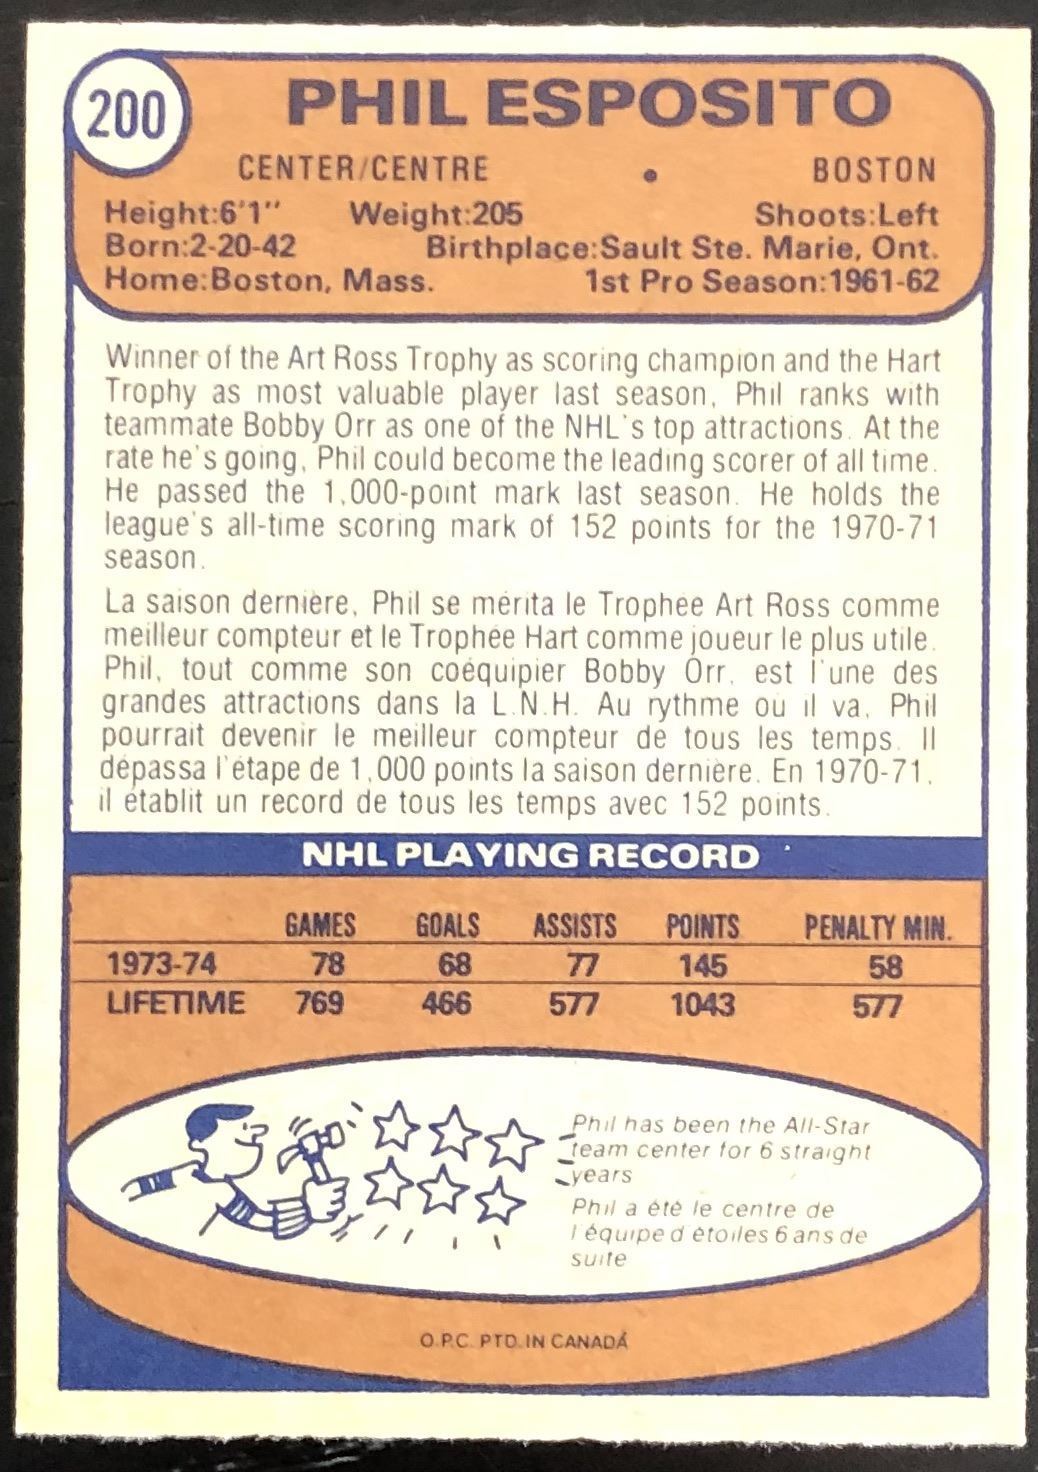 200
PHIL ESPOSITO
CENTER/CENTRE • BOSTON
Height:6'1" Weight:205 Shoots:Left
Born:2-20-42 Birthplace:Sault Ste. Marie, Ont.
Home:Boston, Mass. 1st Pro Season:1961-62
Winner of the Art Ross Trophy as scoring champion and the Hart
Trophy as most valuable player last season, Phil ranks with
teammate Bobby Orr as one of the NHL's top attractions. At the
rate he's going, Phil could become the leading scorer of all time.
He passed the 1,000-point mark last season. He holds the
league's all-time scoring mark of 152 points for the 1970-71
season.
La saison dernière, Phil se mérita le Trophée Art Ross comme
meilleur compteur et le Trophée Hart comme joueur le plus utile.
Phil, tout comme son coéquipier Bobby Orr, est l'une des
grandes attractions dans la L.N.H. Au rythme où il va, Phil
pourrait devenir le meilleur compteur de tous les temps. Il
dépassa l'étape de 1,000 points la saison dernière. En 1970-71,
il établit un record de tous les temps avec 152 points.
NHL PLAYING RECORD
GAMES GOALS ASSISTS POINTS PENALTY MIN.
1973-74 78 68 77 145 58
LIFETIME 769 466 577 1043 577
Phil has been the All-Star
team center for 6 straight
years
Phil a été le centre de
l'équipe d'étoiles 6 ans de
suite
O.P.C. PTD. IN CANADA